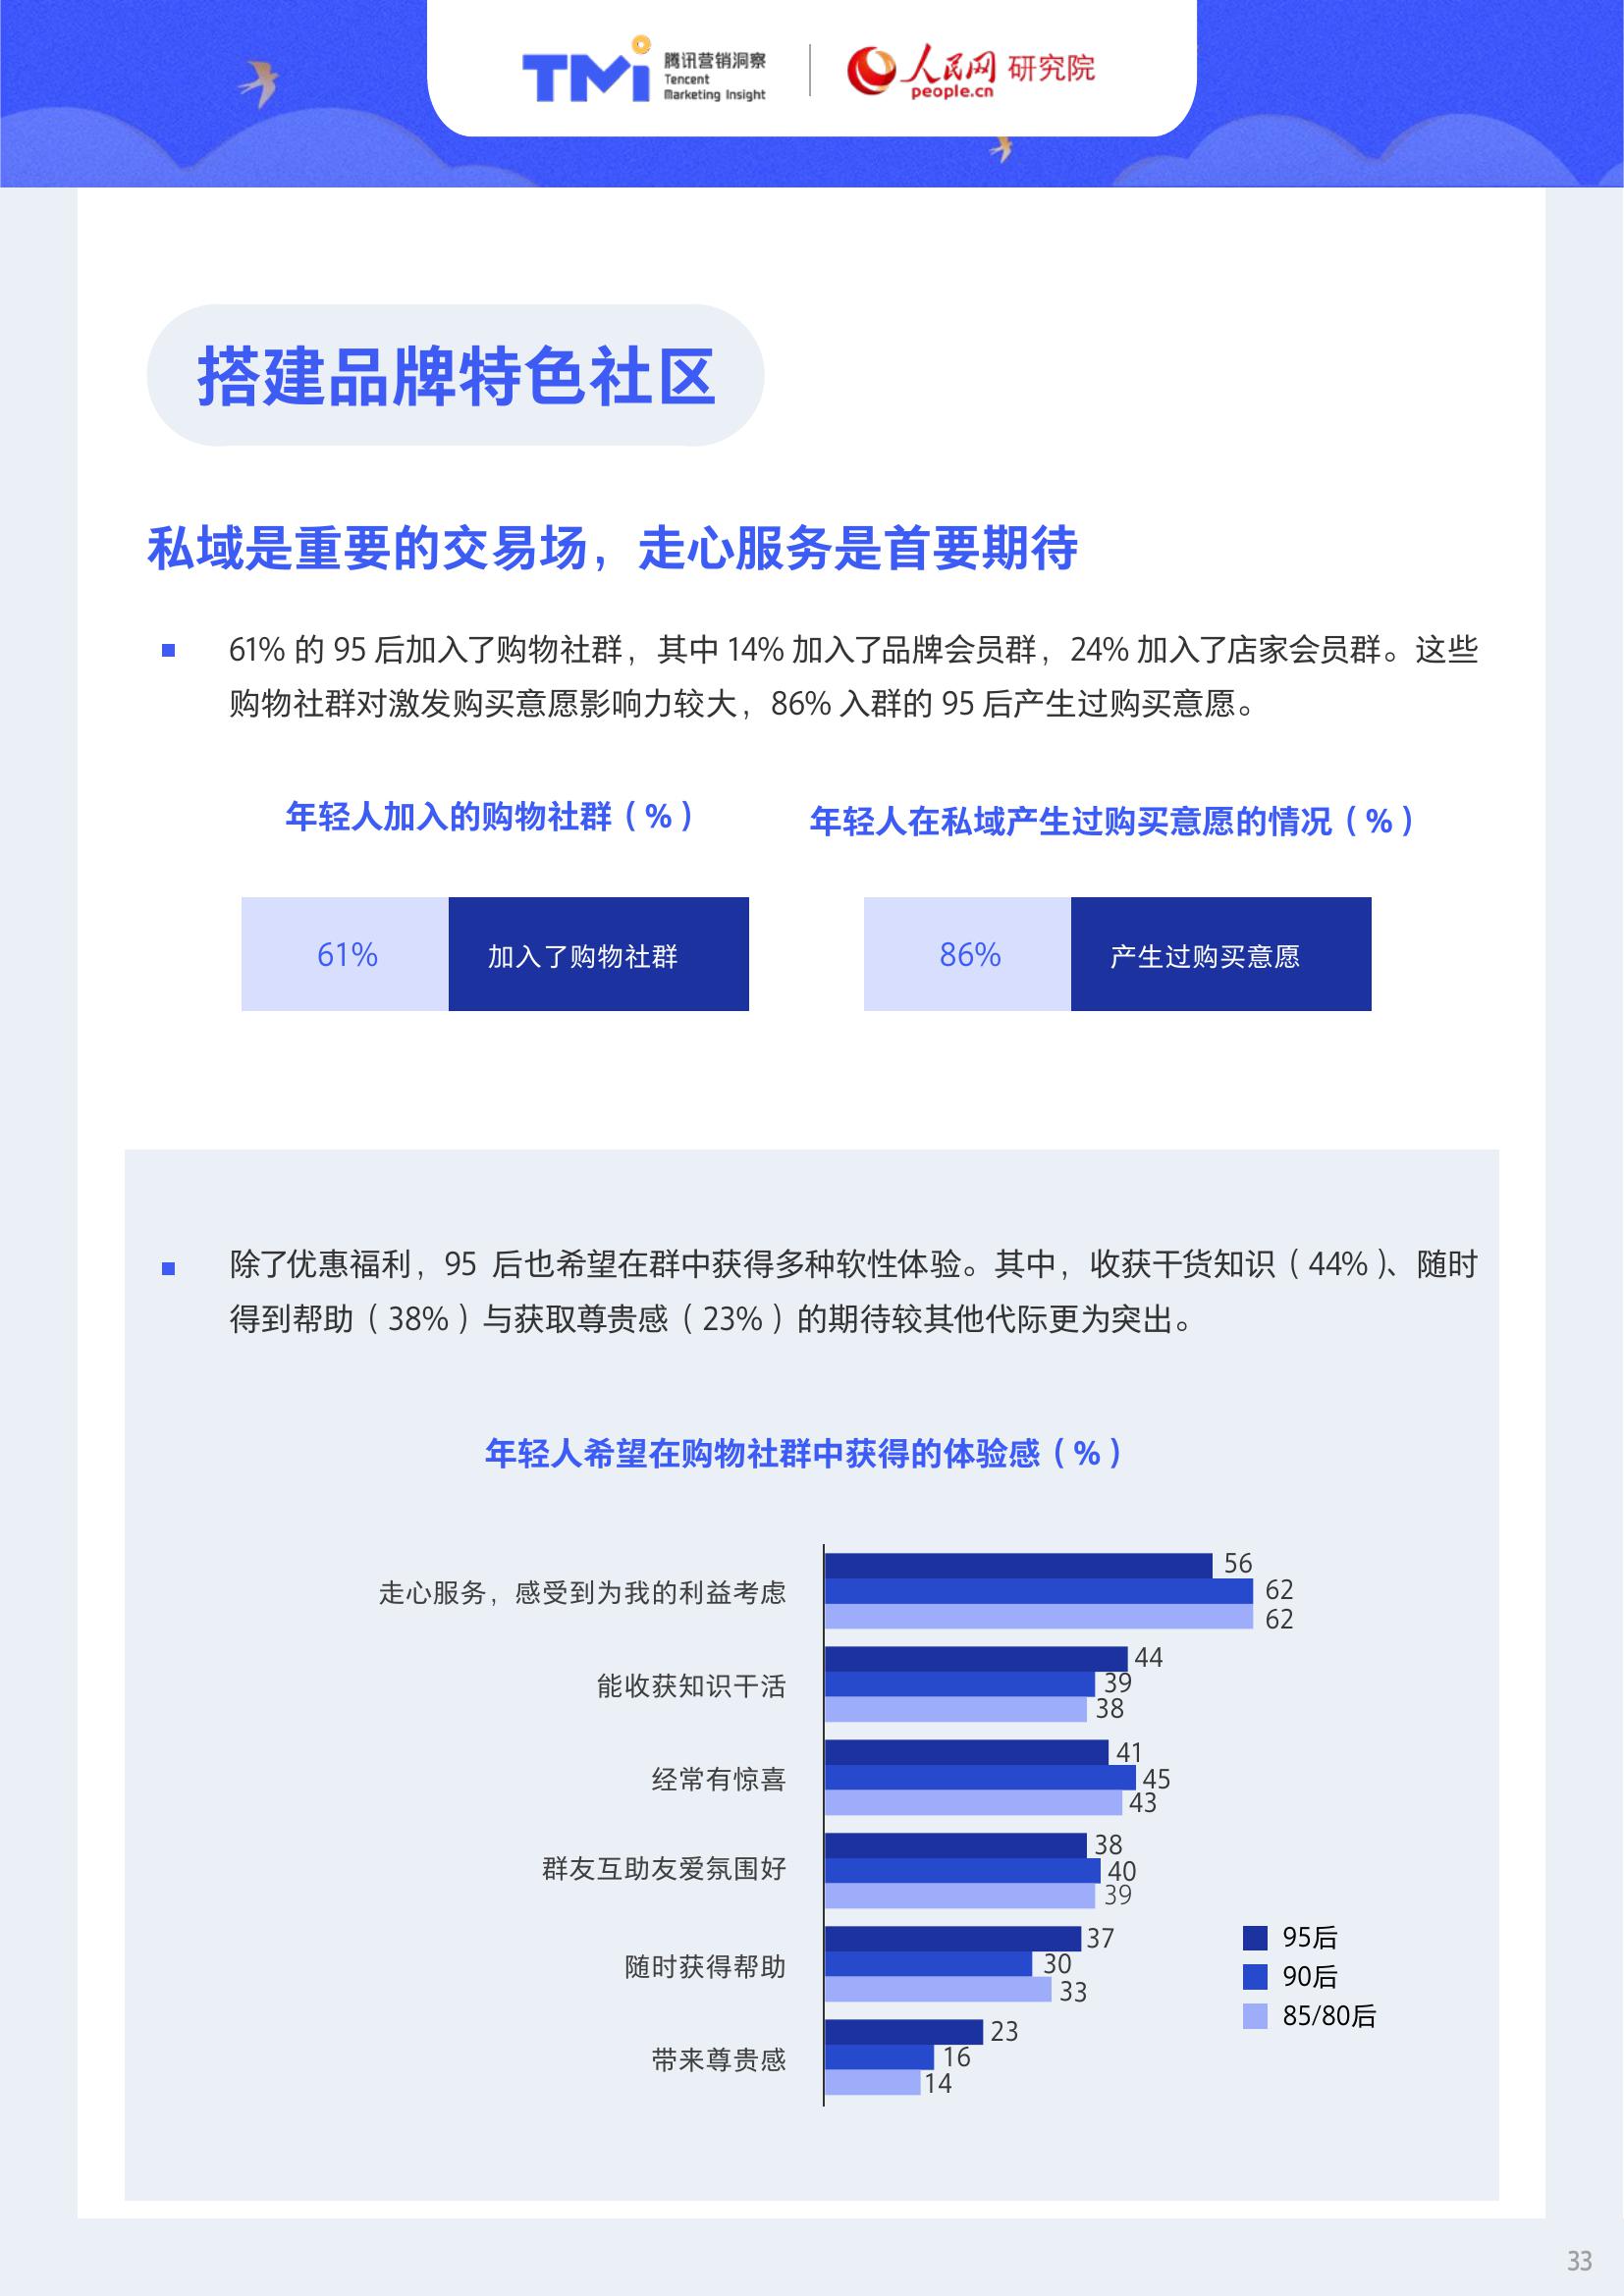 TMi 腾讯营销洞察
Tencent
Marketing Insight
人民网 研究院
people.cn
搭建品牌特色社区
私域是重要的交易场，走心服务是首要期待
61% 的 95 后加入了购物社群，其中 14% 加入了品牌会员群，24% 加入了店家会员群。这些
购物社群对激发购买意愿影响力较大，86% 入群的 95 后产生过购买意愿。
年轻人加入的购物社群（%）
年轻人在私域产生过购买意愿的情况（%）
61% 加入了购物社群
86% 产生过购买意愿
除了优惠福利，95 后也希望在群中获得多种软性体验。其中，收获干货知识（44%）、随时
得到帮助（38%）与获取尊贵感（23%）的期待较其他代际更为突出。
年轻人希望在购物社群中获得的体验感（%）
走心服务，感受到为我的利益考虑
56
62
62
能收获知识干活
44
39
38
经常有惊喜
41
45
43
群友互助友爱氛围好
38
40
39
随时获得帮助
37
30
33
带来尊贵感
23
16
14
95后
90后
85/80后
33